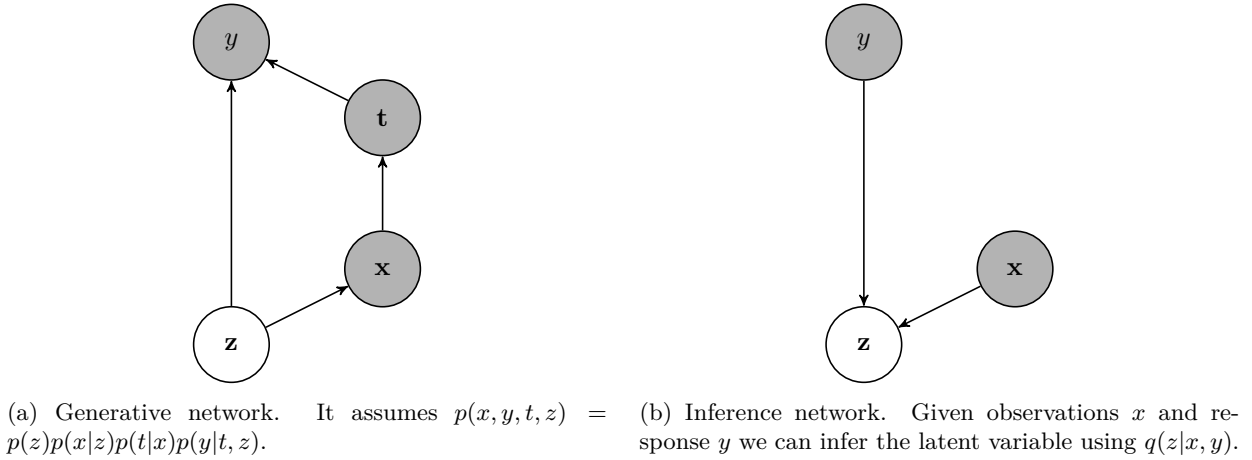 y
t
x
z
(a) Generative network. It assumes p(x, y, t, z) =
p(z)p(x|z)p(t|x)p(y|t, z).
y
x
z
(b) Inference network. Given observations x and re-
sponse y we can infer the latent variable using q(z|x, y).